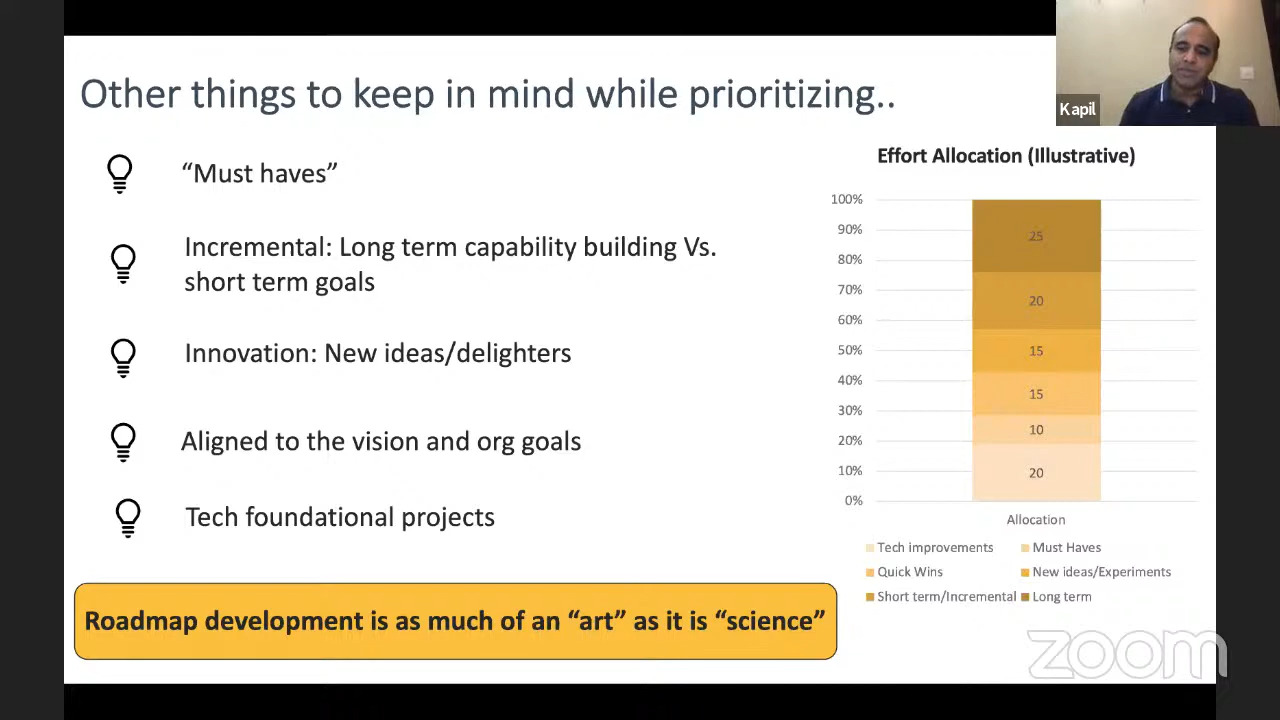 Other things to keep in mind while prioritizing..
Kapil
“Must haves”
Incremental: Long term capability building Vs.
short term goals
Innovation: New ideas/delighters
Aligned to the vision and org goals
Tech foundational projects
Roadmap development is as much of an “art” as it is “science”
Effort Allocation (Illustrative)
100%
90%
80%
70%
60%
50%
40%
30%
20%
10%
0%
25
20
15
15
10
20
Allocation
Tech improvements Must Haves
Quick Wins New ideas/Experiments
Short term/Incremental Long term
zoom